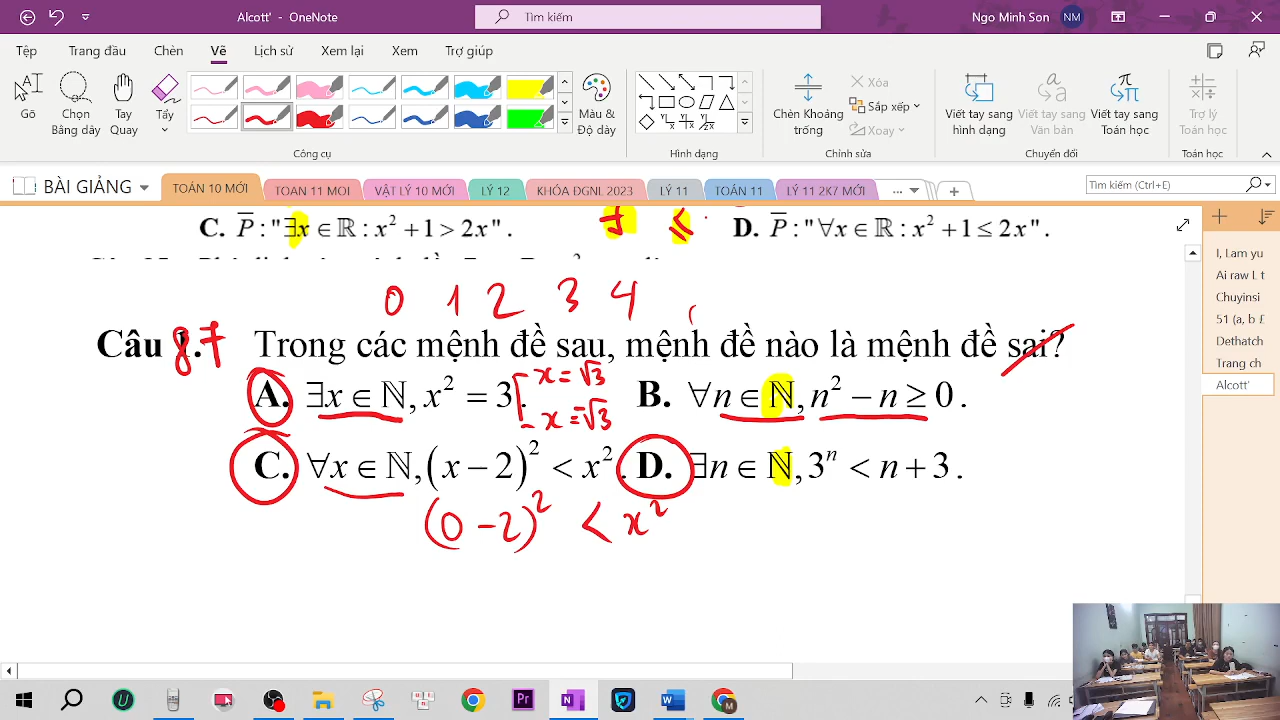 Alcott' - OneNote
Tìm kiếm
Ngo Minh Son NM
Tệp Trang đầu Chèn Vẽ Lịch sử Xem lại Xem Trợ giúp
Gõ Chọn Bằng dây Tay Quay Tẩy Màu & Độ dày Chèn Khoảng trống Xóa Sắp xếp Xoay Viết tay sang hình dạng Viết tay sang Văn bản Viết tay sang Toán học Trợ lý Toán học
Công cụ Hình dạng Chỉnh sửa Chuyển đổi Toán học
BÀI GIẢNG TOÁN 10 MỚI TOAN 11 MOI VẬT LÝ 10 MỚI LÝ 12 KHÓA DGNL 2023 LÝ 11 TOÁN 11 LÝ 11 2K7 MỚI ... Tìm kiếm (Ctrl+E)
C. P̅ : "∃x ∈ ℝ : x² + 1 > 2x". ≤ D. P̅ : "∀x ∈ ℝ : x² + 1 ≤ 2x".
0 1 2 3 4
Câu 1. 87 Trong các mệnh đề sau, mệnh đề nào là mệnh đề sai?
A. ∃x ∈ ℕ, x² = 3. x = √3 B. ∀n ∈ ℕ, n² − n ≥ 0.
x = -√3
C. ∀x ∈ ℕ, (x − 2)² < x². D. ∃n ∈ ℕ, 3ⁿ < n + 3.
(0 − 2)² < x²
I, Lam yu
Ai raw L t
Chuyinsi
51 (a, b £
Dethatch
Trang ch
Alcott'
Pr